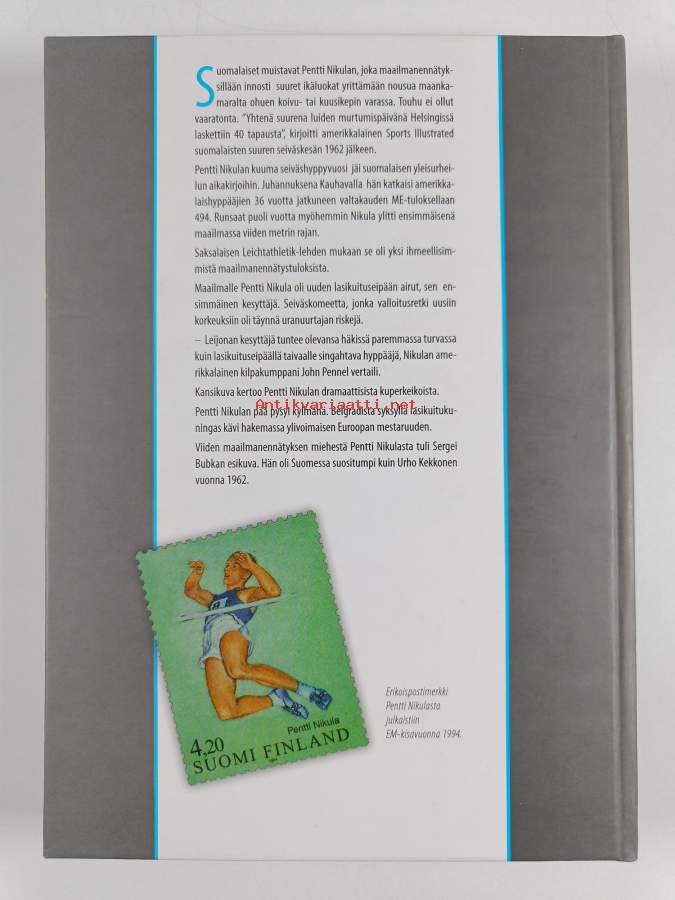 Suomalaiset muistavat Pentti Nikulan, joka maailmanennätyk-
sillään innosti suuret ikäluokat yrittämään nousua maanka-
maralta ohuen koivu- tai kuusikepin varassa. Touhu ei ollut
vaaratonta. "Yhtenä suurena luiden murtumispäivänä Helsingissä
laskettiin 40 tapausta", kirjoitti amerikkalainen Sports Illustrated
suomalaisten suuren seiväskesän 1962 jälkeen.
Pentti Nikulan kuuma seiväshyppyvuosi jäi suomalaisen yleisurhei-
lun aikakirjoihin. Juhannuksena Kauhavalla hän katkaisi amerikka-
laishyppääjien 36 vuotta jatkuneen valtakauden ME-tuloksellaan
494. Runsaat puoli vuotta myöhemmin Nikula ylitti ensimmäisenä
maailmassa viiden metrin rajan.
Saksalaisen Leichtathletik-lehden mukaan se oli yksi ihmeellisim-
mistä maailmanennätystuloksista.
Maailmalle Pentti Nikula oli uuden lasikuituseipään airut, sen en-
simmäinen kesyttäjä. Seiväskomeetta, jonka valloitusretki uusiin
korkeuksiin oli täynnä uranuurtajan riskejä.
– Leijonan kesyttäjä tuntee olevansa häkissä paremmassa turvassa
kuin lasikuituseipäällä taivaalle singahtava hyppääjä, Nikulan ame-
rikkalainen kilpakumppani John Pennel vertaili.
Kansikuva kertoo Pentti Nikulan dramaattisista kuperkeikoista.
Antikvariaatti.net
Pentti Nikulan pää pysyi kylmänä. Belgradista syksyllä lasikuituku-
ningas kävi hakemassa ylivoimaisen Euroopan mestaruuden.
Viiden maailmanennätyksen miehestä Pentti Nikulasta tuli Sergei
Bubkan esikuva. Hän oli Suomessa suositumpi kuin Urho Kekkonen
vuonna 1962.
Pentti Nikula
4,20
SUOMI FINLAND
Erikoispostimerkki
Pentti Nikulasta
julkaistiin
EM-kisavuonna 1994.